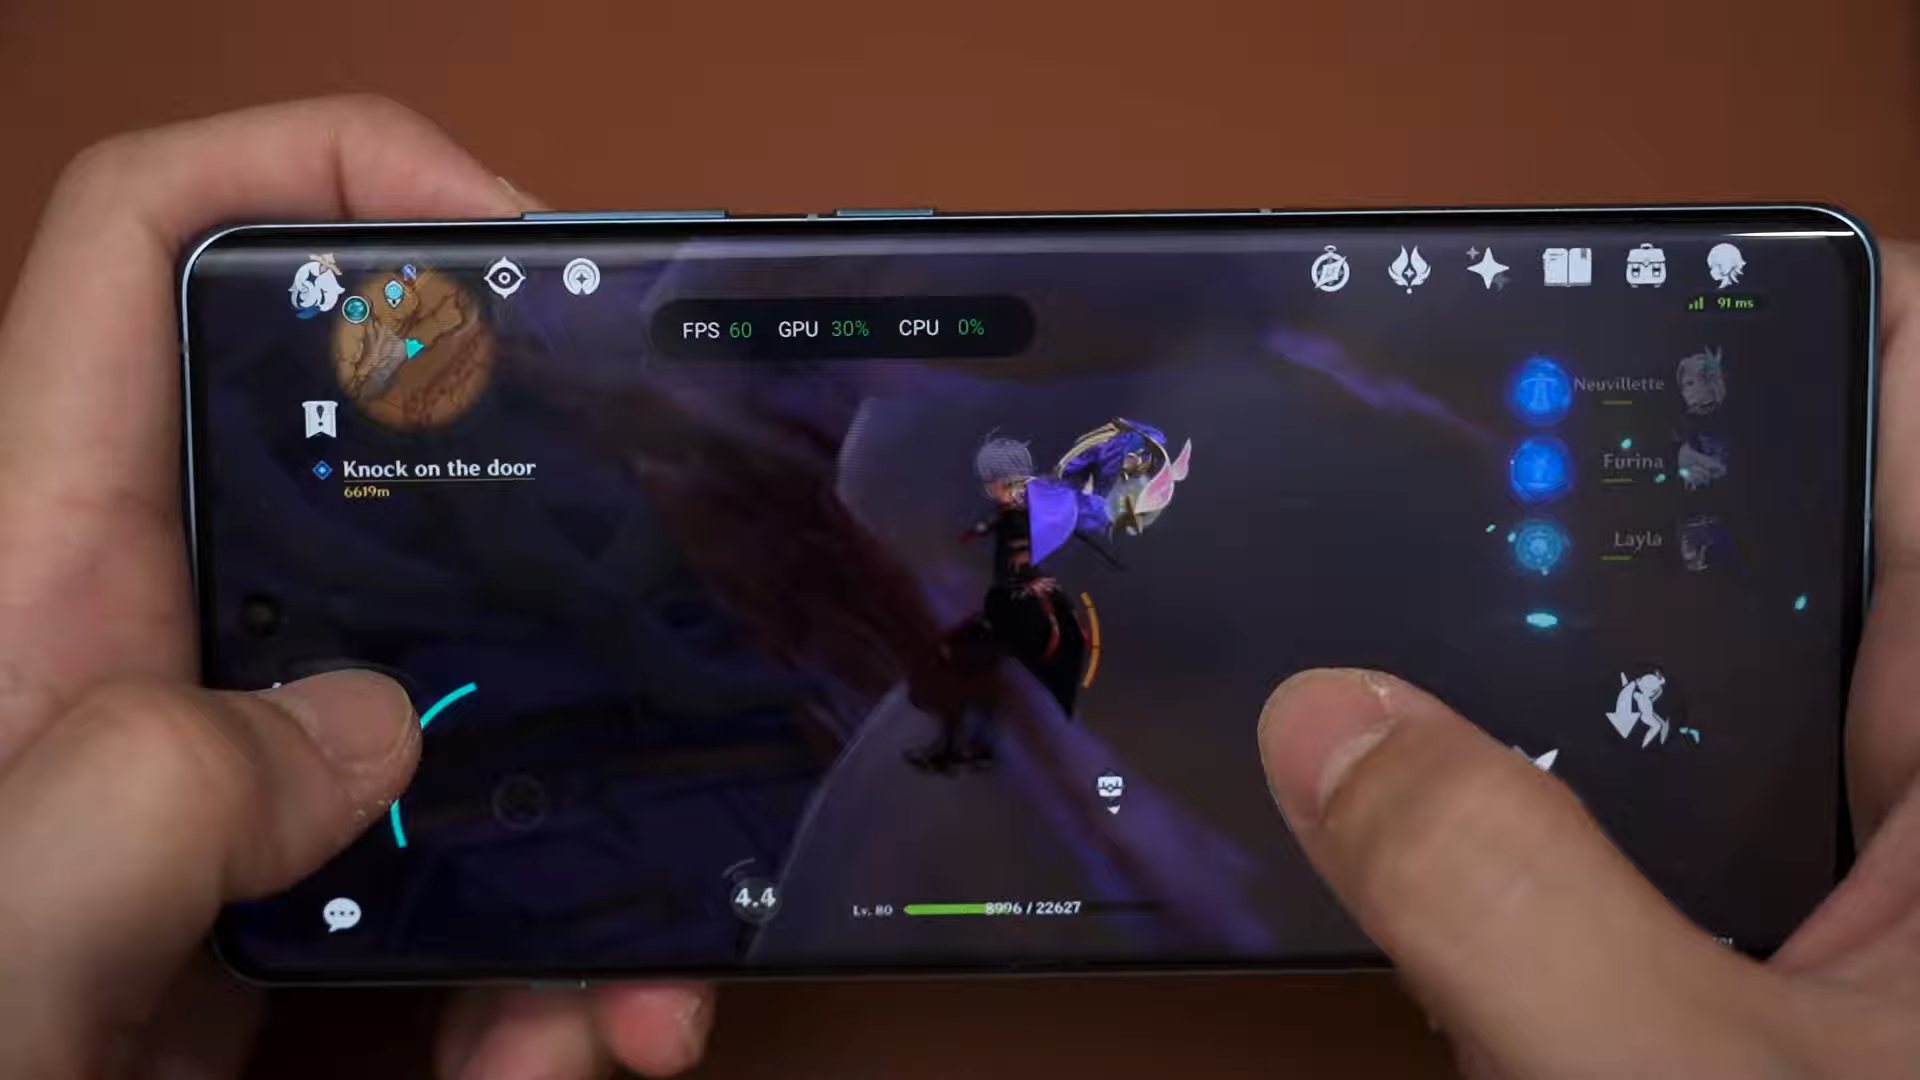 FPS 60 GPU 30% CPU 0%
91 ms
Neuvillette
Knock on the door
6619m
Furina
Layla
4.4
Lv. 80 8996 / 22627